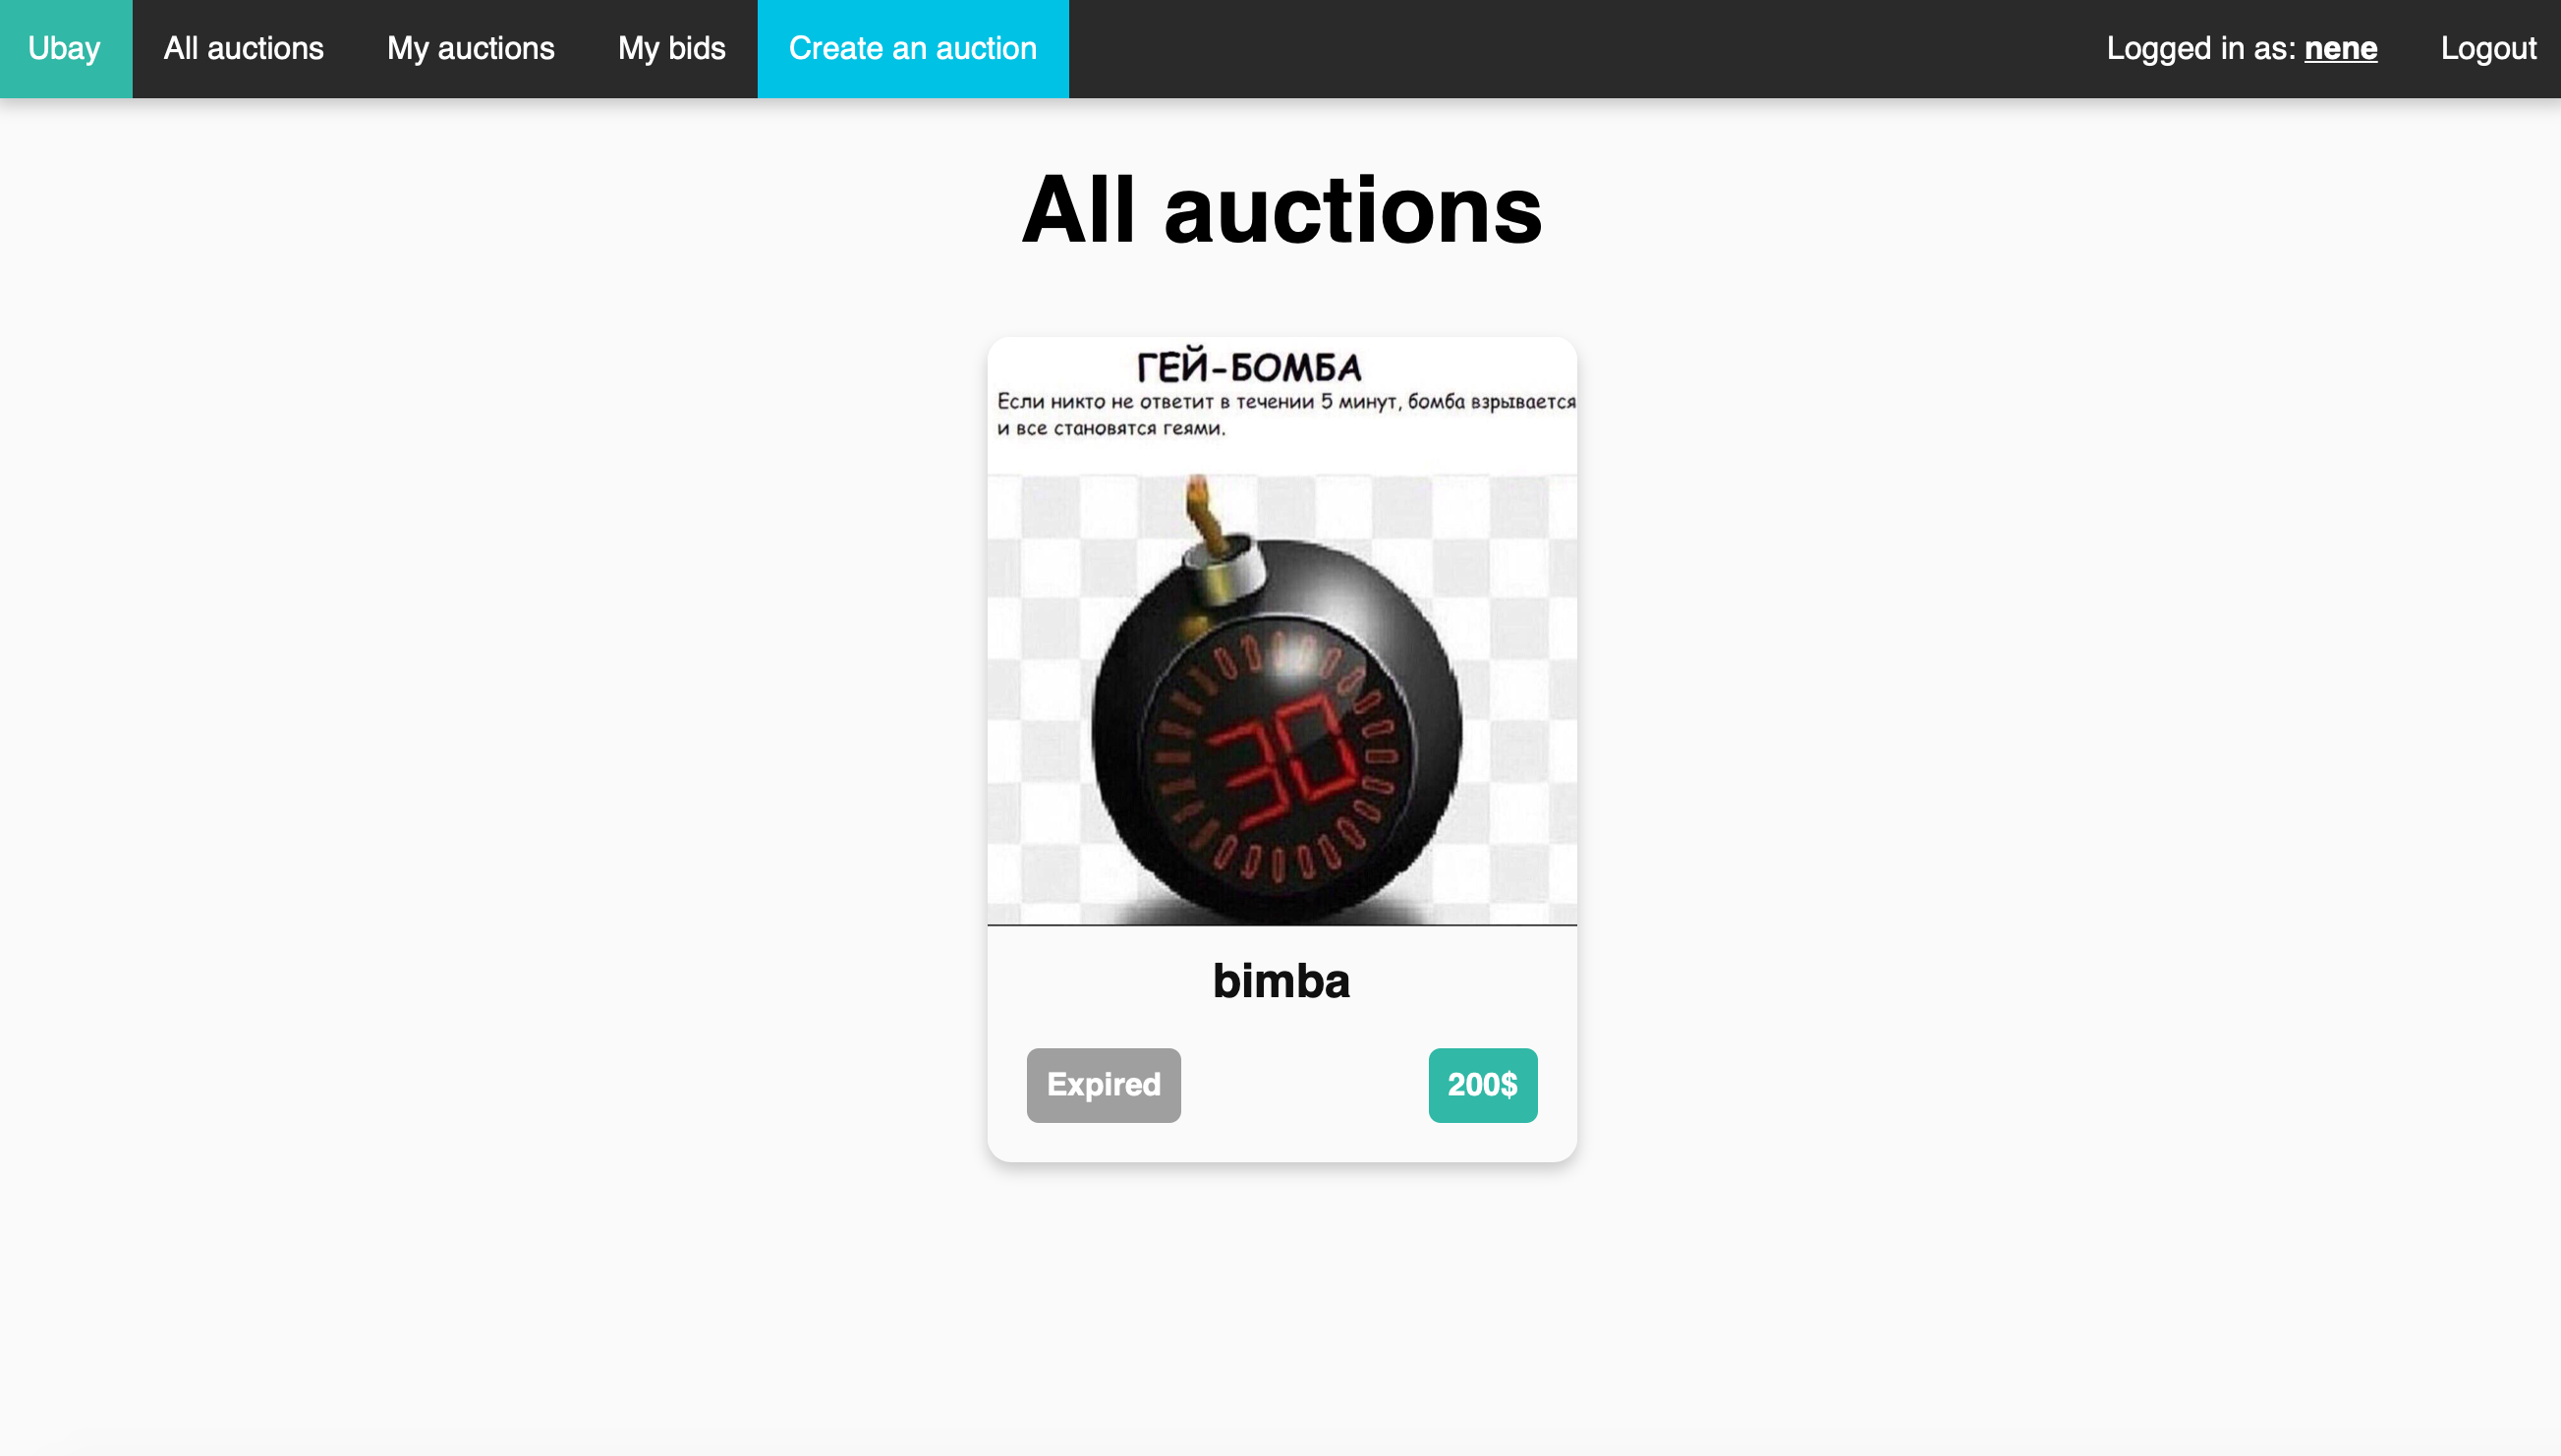 Ubay All auctions My auctions My bids Create an auction Logged in as: nene Logout
All auctions
ГЕЙ-БОМБА
Если никто не ответит в течении 5 минут, бомба взрывается
и все становятся геями.
30
bimba
Expired 200$